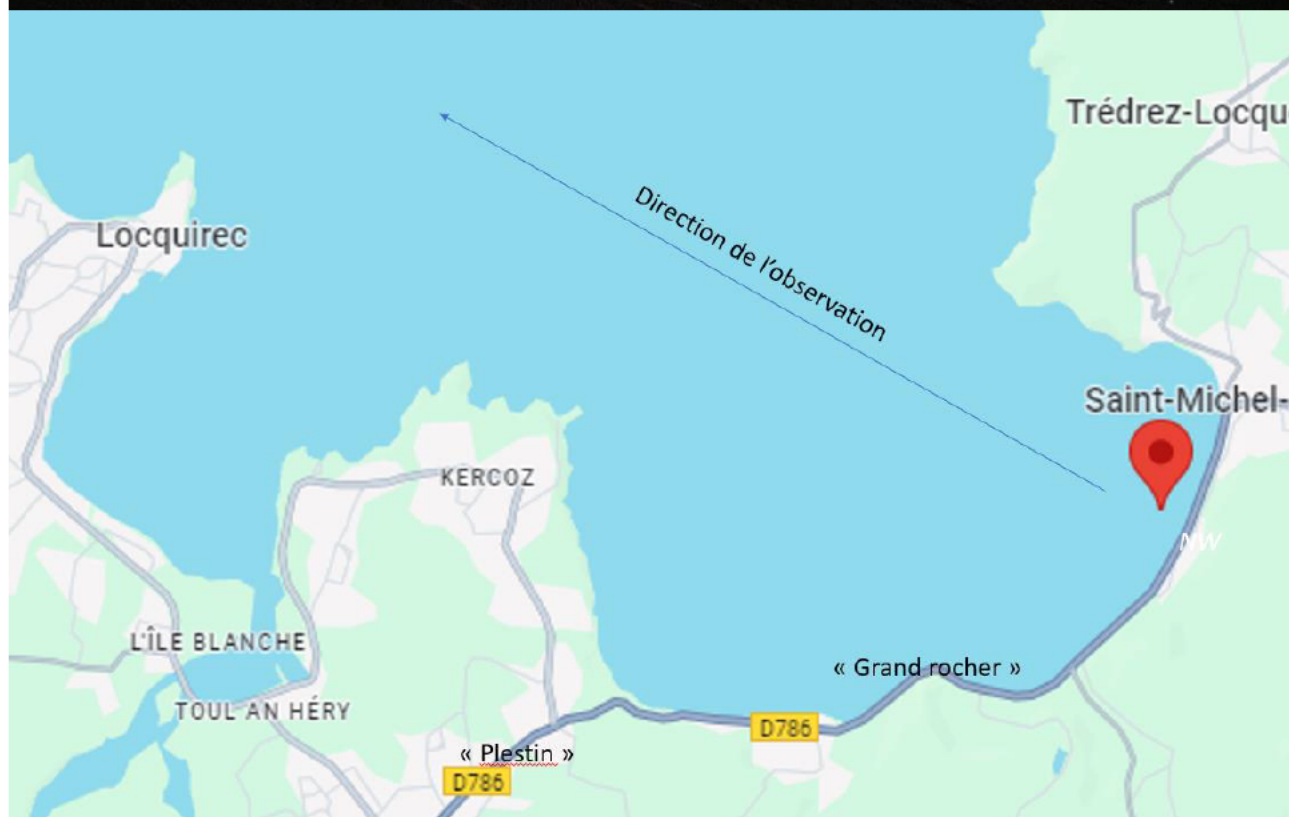 Trédrez-Locqu
Direction de l'observation
Locquirec
Saint-Michel-
KERCOZ
NW
L'ÎLE BLANCHE
« Grand rocher »
TOUL AN HÉRY
D786
« Plestin »
D786